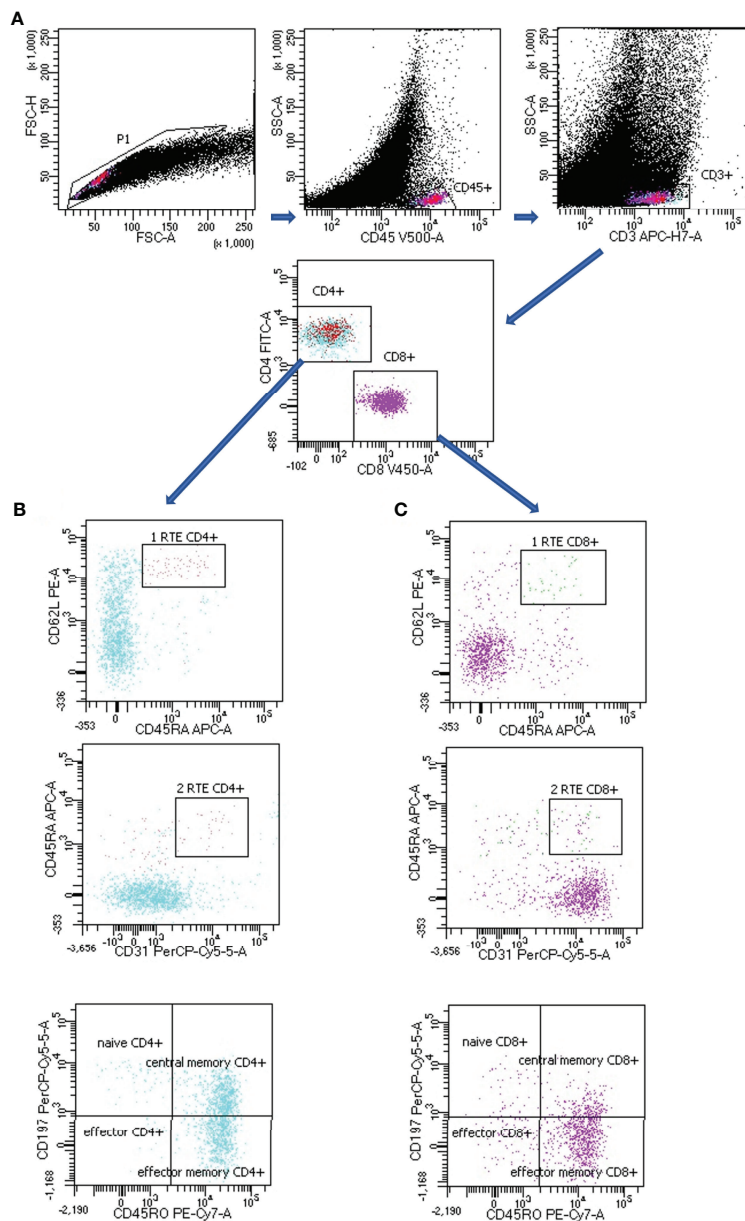 A
FSC-H
(x 1,000)
250
200
150
100
50
P1
50 100 150 200 250
FSC-A
(x 1,000)
SSC-A
(x 1,000)
250
200
150
100
50
CD45+
10² 10³ 10⁴ 10⁵
CD45 V500-A
SSC-A
(x 1,000)
250
200
150
100
50
CD3+
10² 10³ 10⁴ 10⁵
CD3 APC-H7-A
CD4 FITC-A
10⁵
10⁴
10³
0
-685
CD4+
CD8+
-102 0 10² 10³ 10⁴ 10⁵
CD8 V450-A
B
CD62L PE-A
10⁵
10⁴
10³
0
-336
1 RTE CD4+
-353 0 10³ 10⁴ 10⁵
CD45RA APC-A
CD45RA APC-A
10⁵
10⁴
10³
0
-353
2 RTE CD4+
-3,656 -10³ 0 10³ 10⁴ 10⁵
CD31 PerCP-Cy5-5-A
CD197 PerCP-Cy5-5-A
10⁵
10⁴
10³
0
-1,168
naive CD4+
central memory CD4+
effector CD4+
effector memory CD4+
-2,190 0 10³ 10⁴ 10⁵
CD45RO PE-Cy7-A
C
CD62L PE-A
10⁵
10⁴
10³
0
-336
1 RTE CD8+
-353 0 10³ 10⁴ 10⁵
CD45RA APC-A
CD45RA APC-A
10⁵
10⁴
10³
0
-353
2 RTE CD8+
-3,656 -10³ 0 10³ 10⁴ 10⁵
CD31 PerCP-Cy5-5-A
CD197 PerCP-Cy5-5-A
10⁵
10⁴
10³
0
-1,168
naive CD8+
central memory CD8+
effector CD8+
effector memory CD8+
-2,190 0 10³ 10⁴ 10⁵
CD45RO PE-Cy7-A